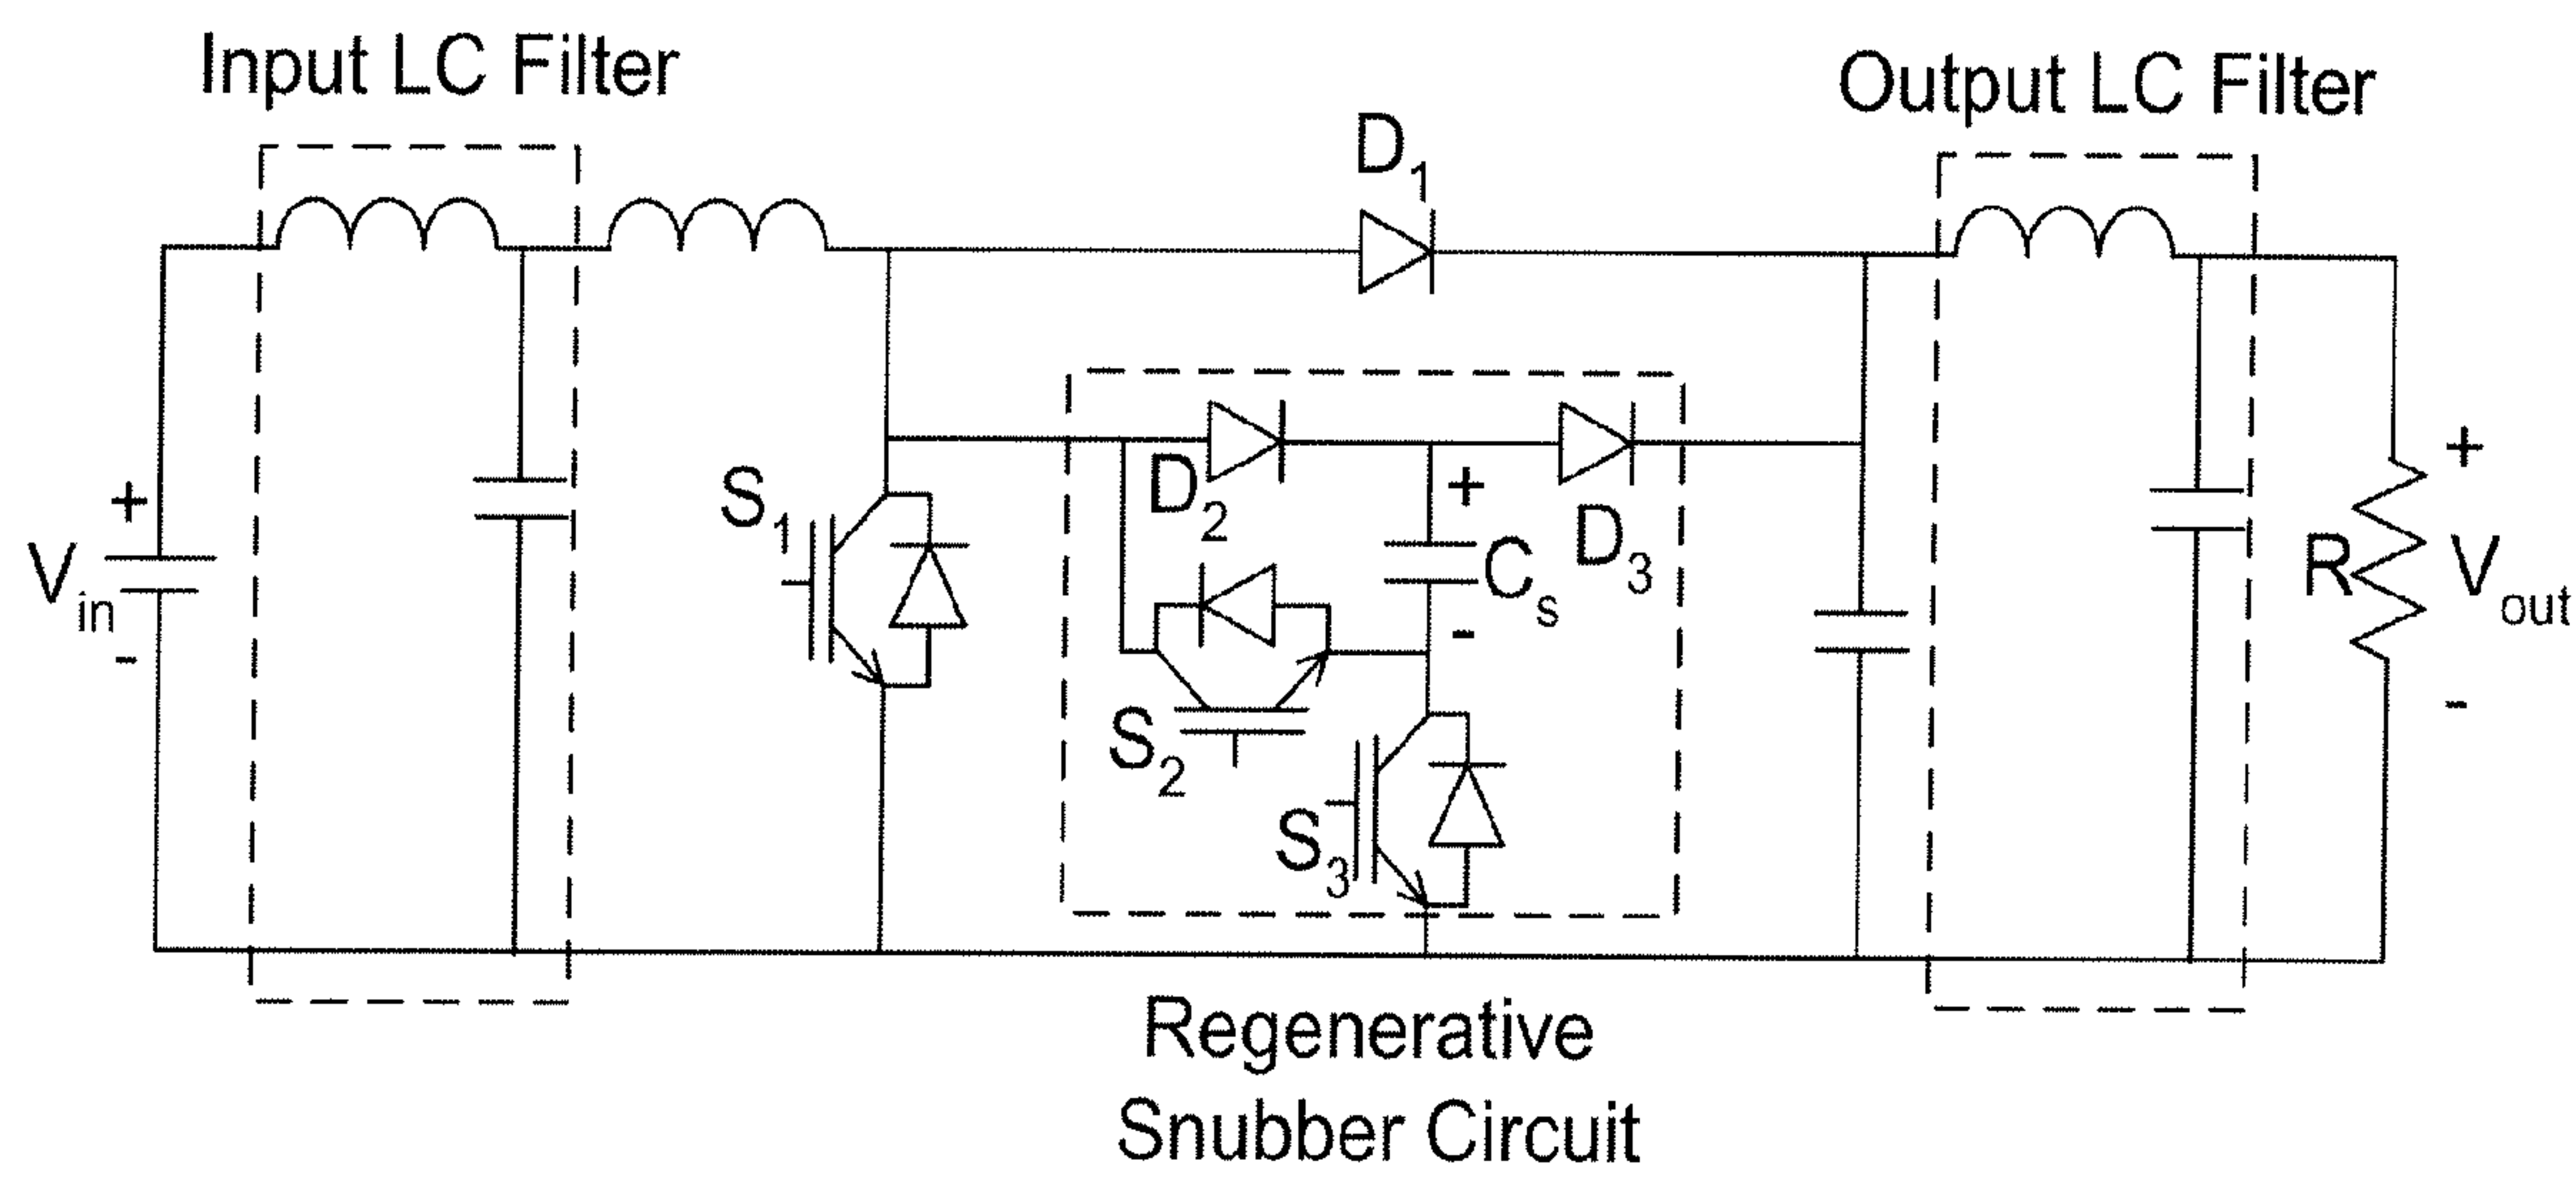 Input LC Filter
Output LC Filter
D1
+
Vin
-
S1
D2
+
Cs
-
D3
S2
S3
R
+
Vout
-
Regenerative
Snubber Circuit